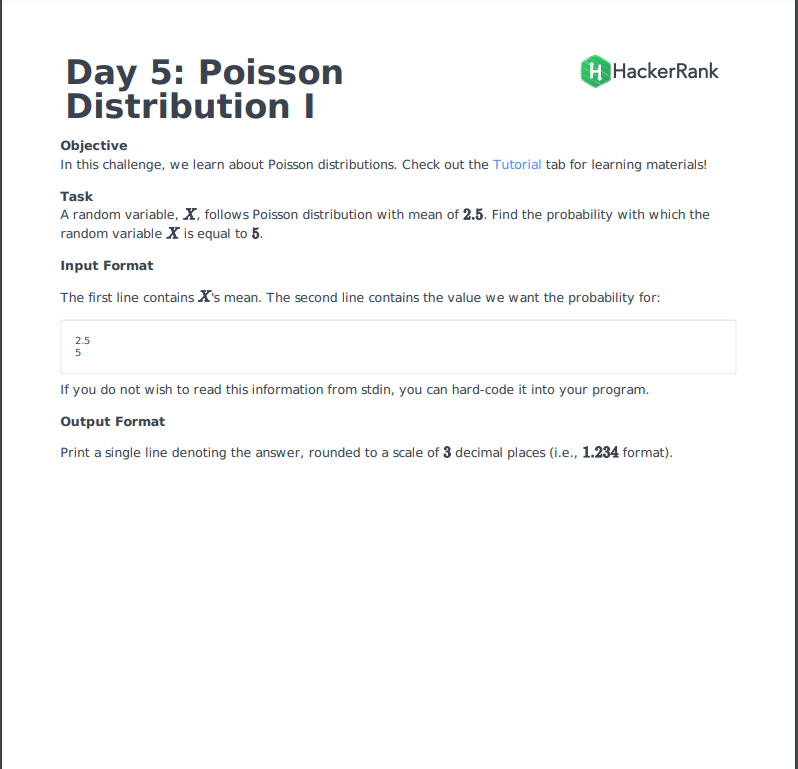 Day 5: Poisson
Distribution I
HackerRank
Objective
In this challenge, we learn about Poisson distributions. Check out the Tutorial tab for learning materials!
Task
A random variable, X, follows Poisson distribution with mean of 2.5. Find the probability with which the
random variable X is equal to 5.
Input Format
The first line contains X's mean. The second line contains the value we want the probability for:
2.5
5
If you do not wish to read this information from stdin, you can hard-code it into your program.
Output Format
Print a single line denoting the answer, rounded to a scale of 3 decimal places (i.e., 1.234 format).